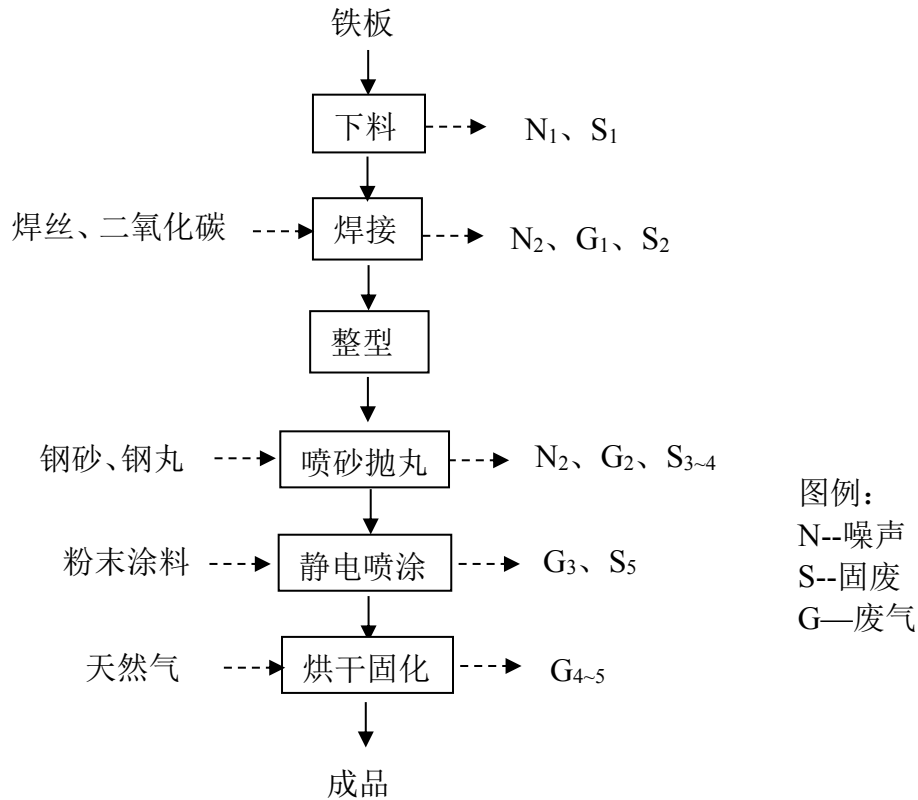 铁板
下料
N₁、S₁
焊丝、二氧化碳
焊接
N₂、G₁、S₂
整型
钢砂、钢丸
喷砂抛丸
N₂、G₂、S₃~₄
粉末涂料
静电喷涂
G₃、S₅
天然气
烘干固化
G₄~₅
成品
图例：
N--噪声
S--固废
G—废气